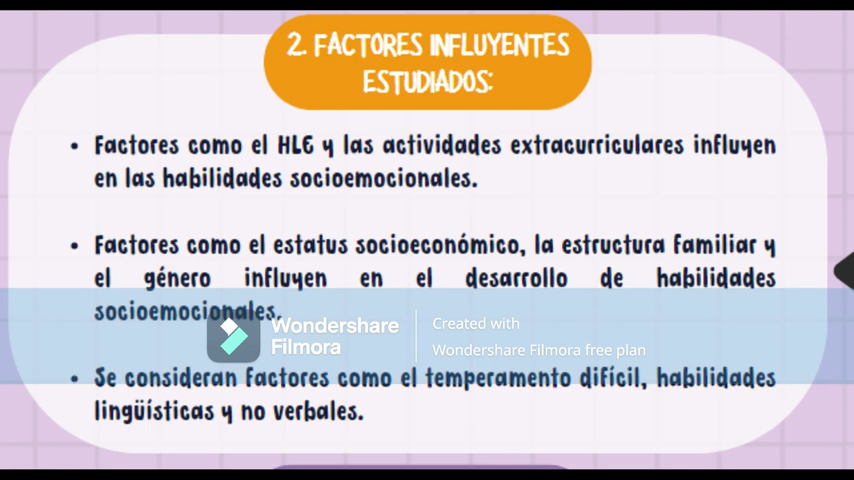 2. FACTORES INFLUYENTES
ESTUDIADOS:
• Factores como el HLE y las actividades extracurriculares influyen
en las habilidades socioemocionales.
• Factores como el estatus socioeconómico, la estructura familiar y
el género influyen en el desarrollo de habilidades
socioemocionales.
Wondershare
Filmora
Created with
Wondershare Filmora free plan
• Se consideran factores como el temperamento difícil, habilidades
lingüísticas y no verbales.